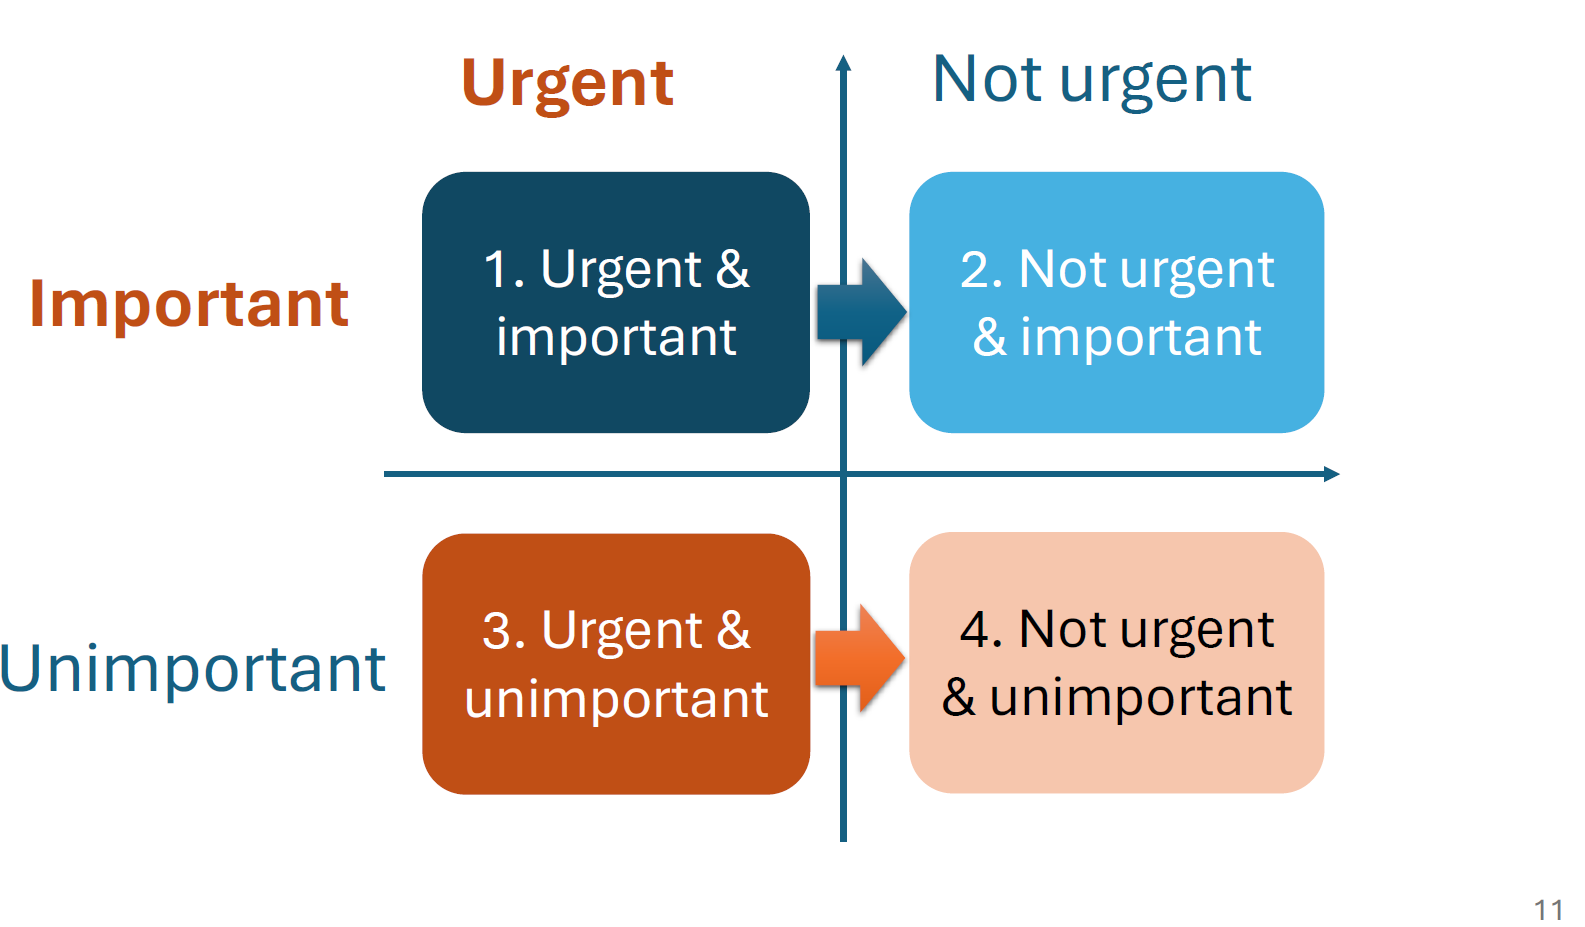 Urgent
Not urgent
Important
1. Urgent &
important
2. Not urgent
& important
Unimportant
3. Urgent &
unimportant
4. Not urgent
& unimportant
11